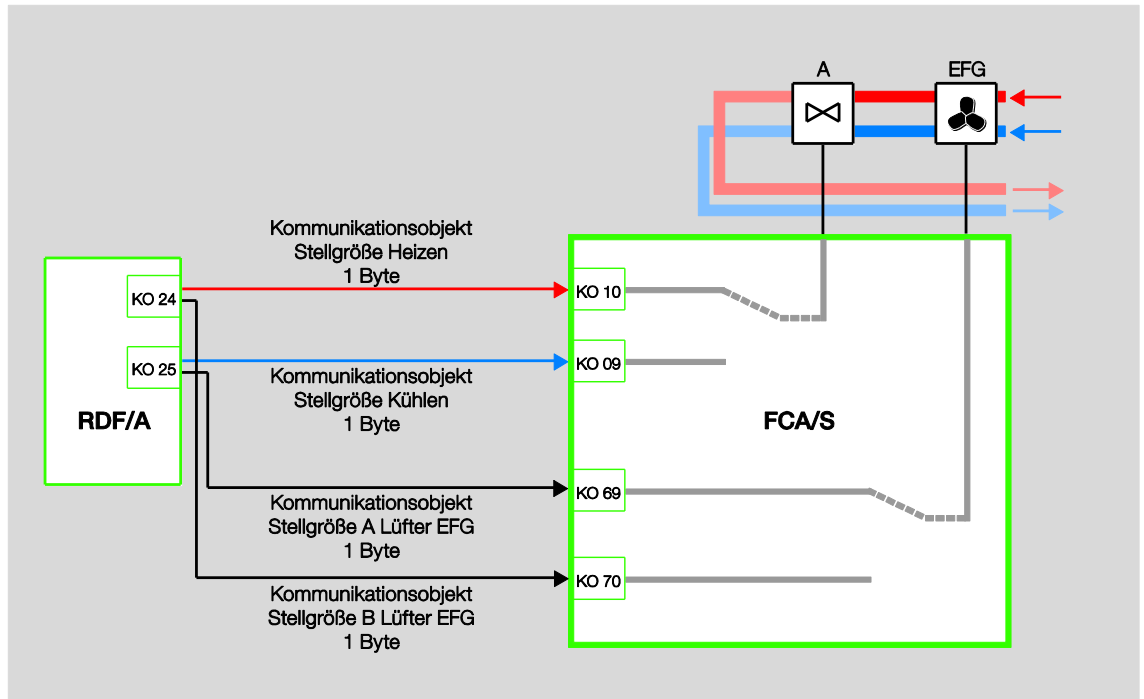 A
EFG
Kommunikationsobjekt
Stellgröße Heizen
1 Byte
KO 24
KO 10
KO 25
KO 09
Kommunikationsobjekt
Stellgröße Kühlen
1 Byte
RDF/A
FCA/S
KO 69
Kommunikationsobjekt
Stellgröße A Lüfter EFG
1 Byte
KO 70
Kommunikationsobjekt
Stellgröße B Lüfter EFG
1 Byte